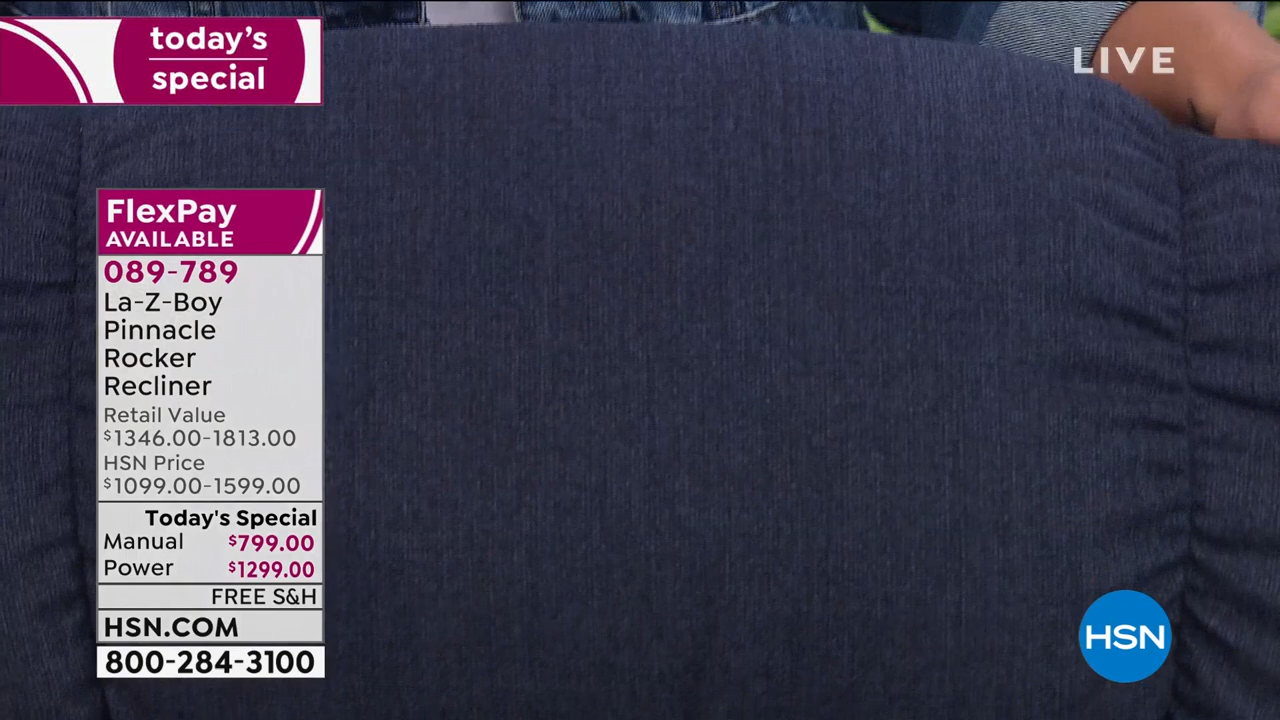 today's
special
LIVE
FlexPay
AVAILABLE
089-789
La-Z-Boy
Pinnacle
Rocker
Recliner
Retail Value
$1346.00-1813.00
HSN Price
$1099.00-1599.00
Today's Special
Manual $799.00
Power $1299.00
FREE S&H
HSN.COM
800-284-3100
HSN